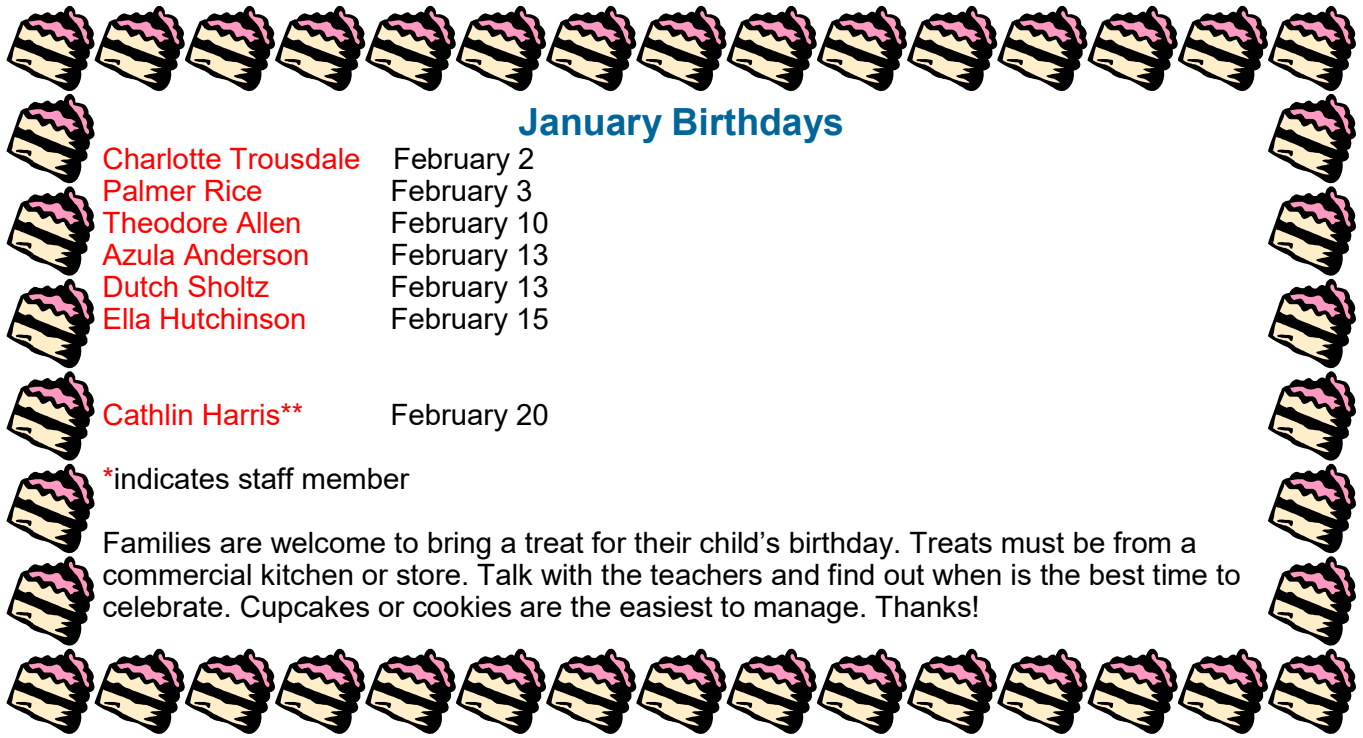 January Birthdays
Charlotte Trousdale February 2
Palmer Rice February 3
Theodore Allen February 10
Azula Anderson February 13
Dutch Sholtz February 13
Ella Hutchinson February 15
Cathlin Harris** February 20
*indicates staff member
Families are welcome to bring a treat for their child’s birthday. Treats must be from a
commercial kitchen or store. Talk with the teachers and find out when is the best time to
celebrate. Cupcakes or cookies are the easiest to manage. Thanks!